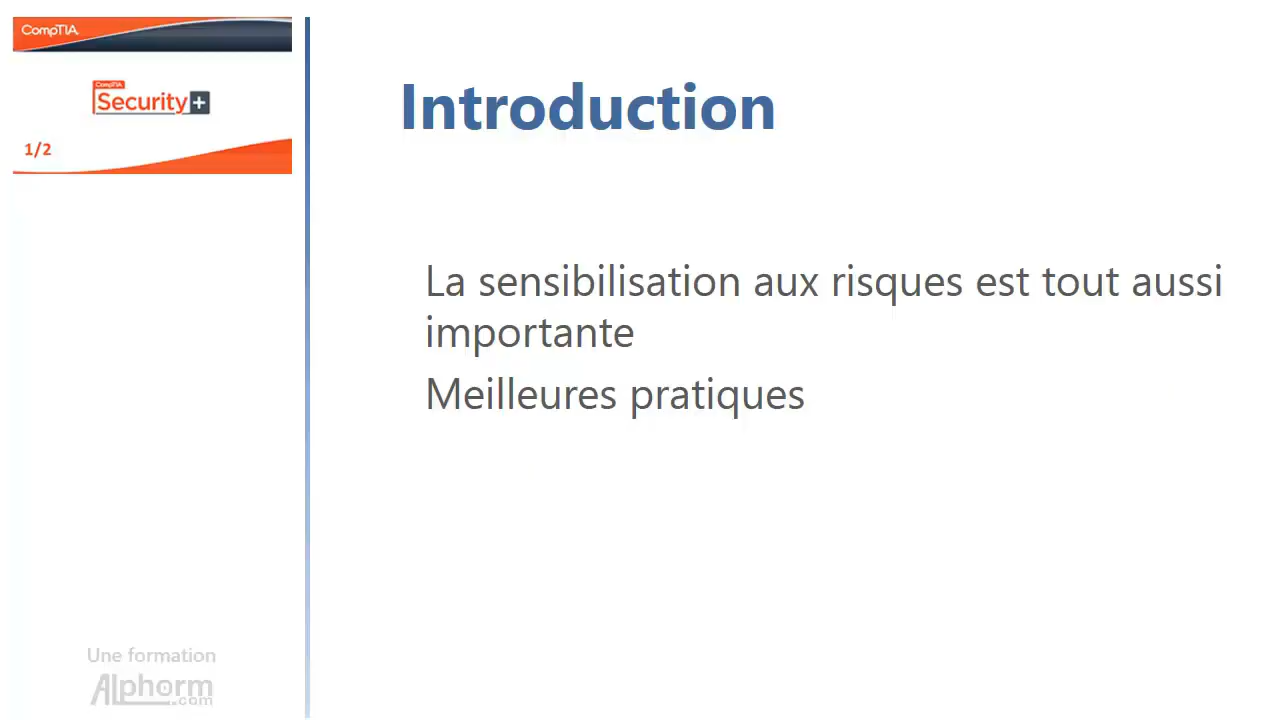 CompTIA.
CompTIA
Security+
1/2
Introduction
La sensibilisation aux risques est tout aussi
importante
Meilleures pratiques
Une formation
Alphorm
.com